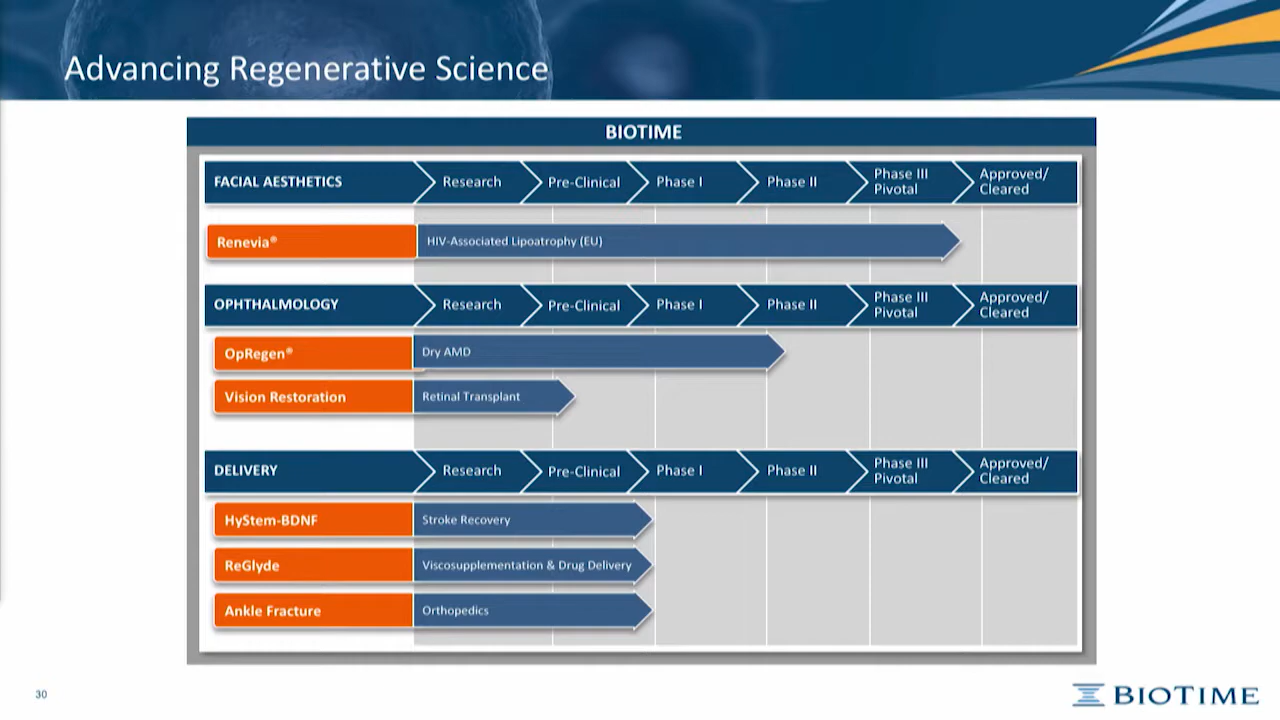 Advancing Regenerative Science
BIOTIME
FACIAL AESTHETICS
Research
Pre-Clinical
Phase I
Phase II
Phase III
Pivotal
Approved/
Cleared
Renevia®
HIV-Associated Lipoatrophy (EU)
OPHTHALMOLOGY
Research
Pre-Clinical
Phase I
Phase II
Phase III
Pivotal
Approved/
Cleared
OpRegen®
Dry AMD
Vision Restoration
Retinal Transplant
DELIVERY
Research
Pre-Clinical
Phase I
Phase II
Phase III
Pivotal
Approved/
Cleared
HyStem-BDNF
Stroke Recovery
ReGlyde
Viscosupplementation & Drug Delivery
Ankle Fracture
Orthopedics
30
BIOTIME